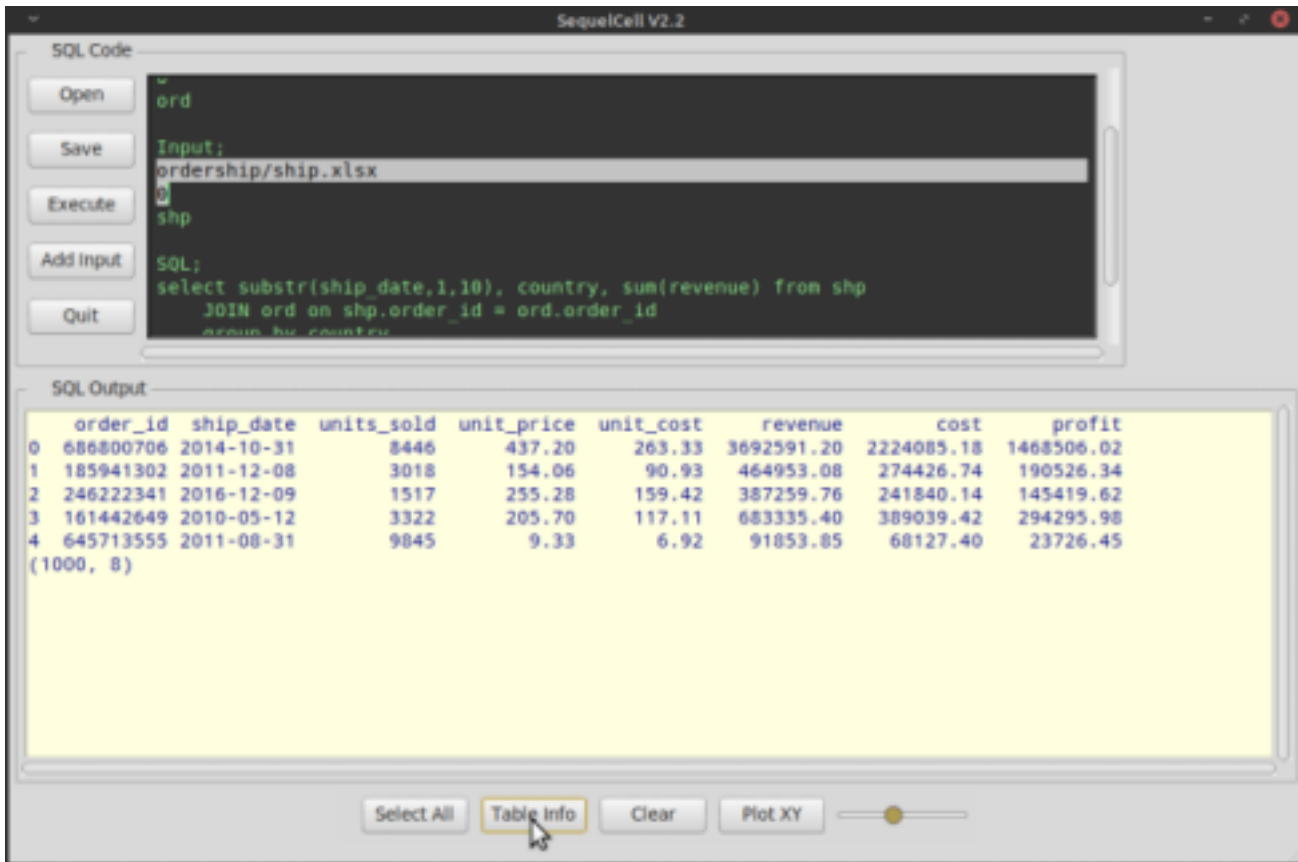 SequelCell V2.2
SQL Code
Open
Save
Execute
Add Input
Quit
ord
Input;
ordership/ship.xlsx
0
shp
SQL;
select substr(ship_date,1,10), country, sum(revenue) from shp
JOIN ord on shp.order_id = ord.order_id
group by country
SQL Output
order_id ship_date units_sold unit_price unit_cost revenue cost profit
0 686800706 2014-10-31 8446 437.20 263.33 3692591.20 2224085.18 1468506.02
1 185941302 2011-12-08 3018 154.06 90.93 464953.08 274426.74 190526.34
2 246222341 2016-12-09 1517 255.28 159.42 387259.76 241840.14 145419.62
3 161442649 2010-05-12 3322 205.70 117.11 683335.40 389039.42 294295.98
4 645713555 2011-08-31 9845 9.33 6.92 91853.85 68127.40 23726.45
(1000, 8)
Select All Table Info Clear Plot XY